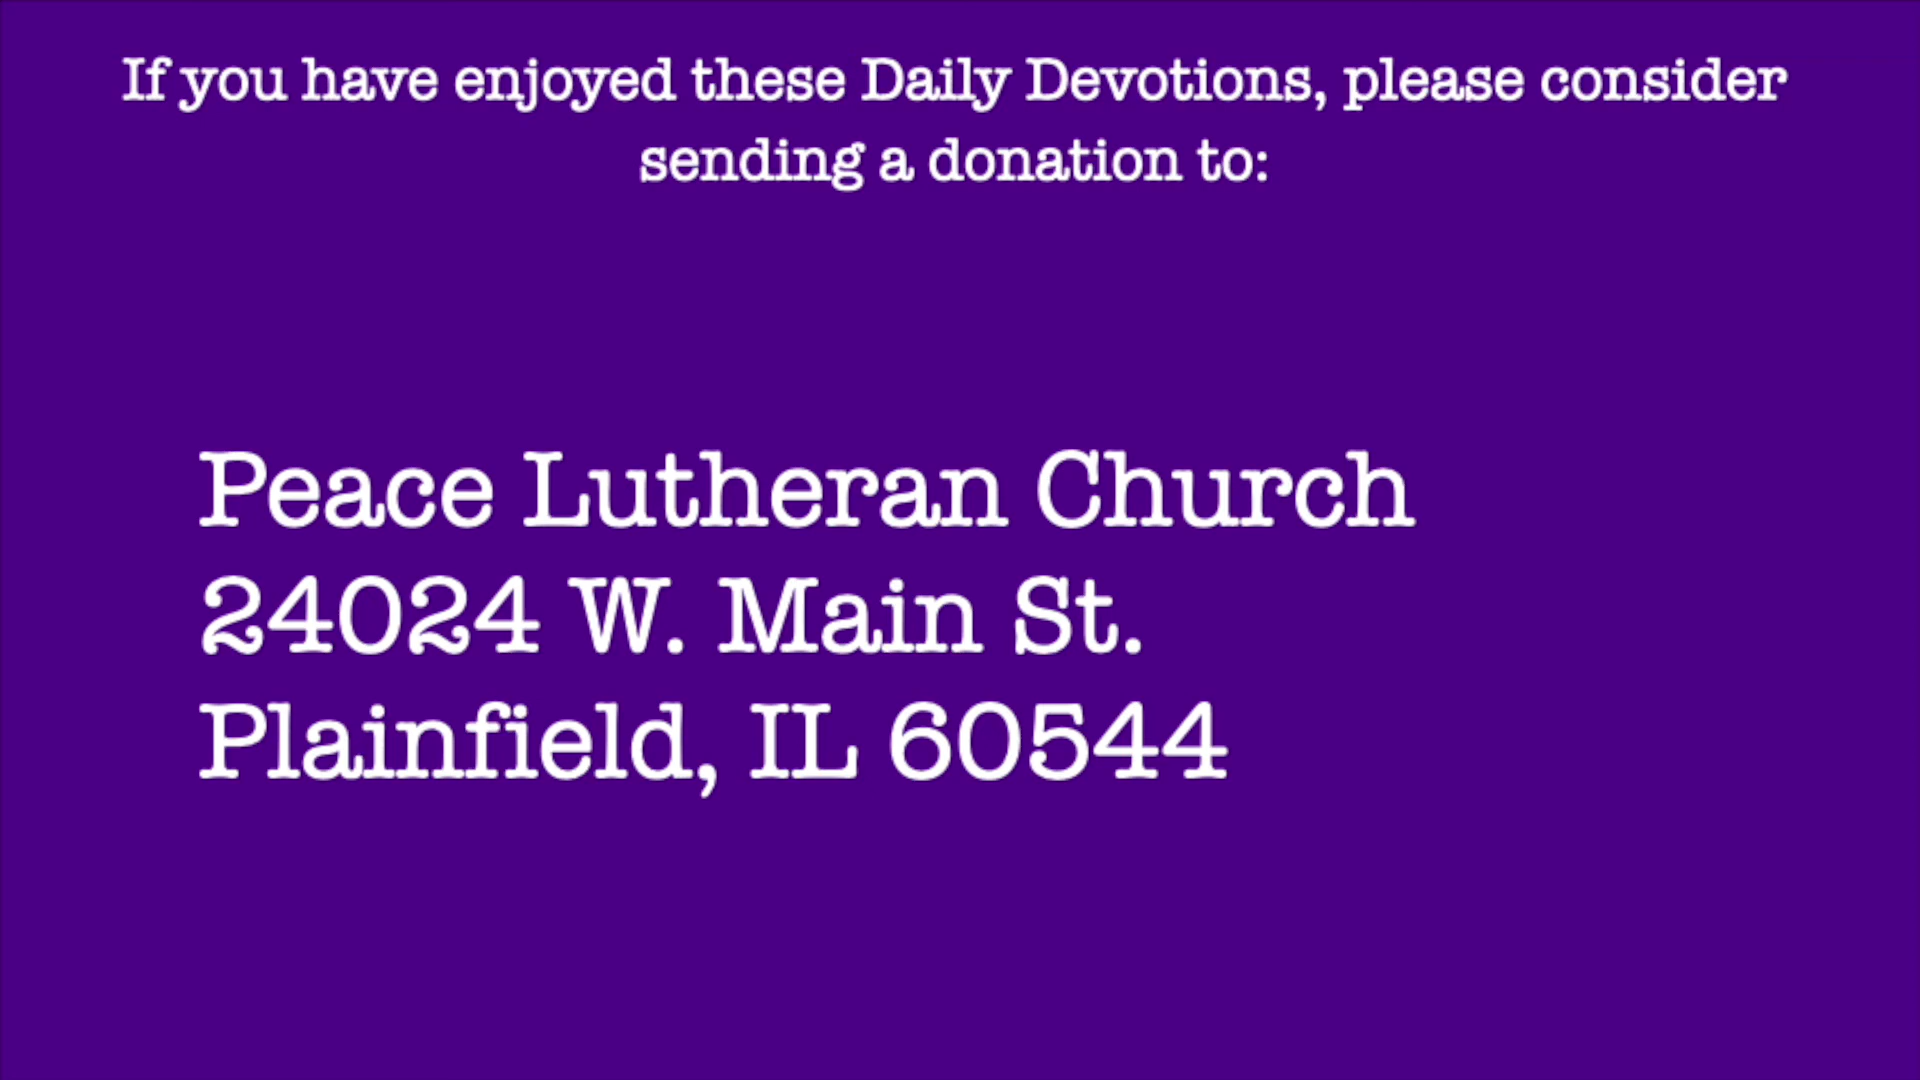 If you have enjoyed these Daily Devotions, please consider
sending a donation to:
Peace Lutheran Church
24024 W. Main St.
Plainfield, IL 60544